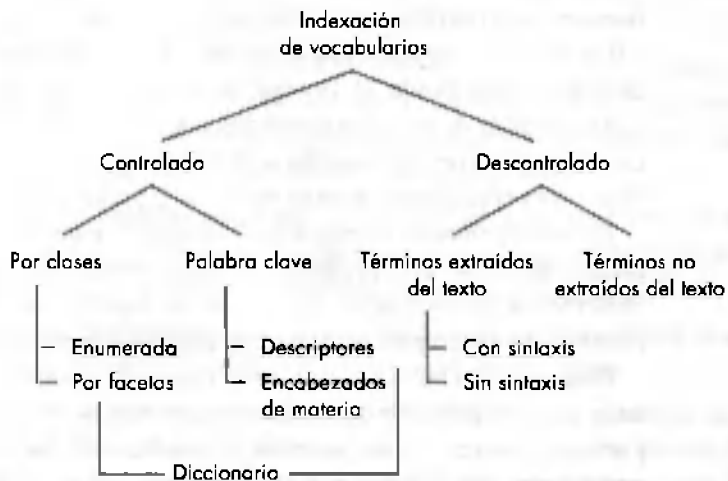 Indexación
de vocabularios
Controlado
Descontrolado
Por clases
Palabra clave
Términos extraídos
del texto
Términos no
extraídos del texto
Enumerada
Por facetas
Descriptores
Encabezados
de materia
Con sintaxis
Sin sintaxis
Diccionario